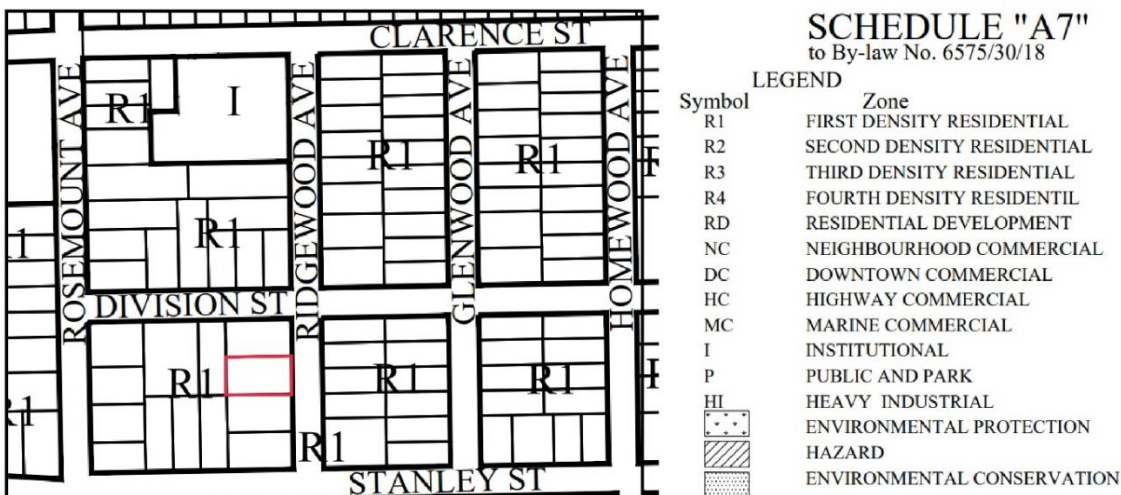 CLARENCE ST
ROSEMOUNT AVE
RIDGEWOOD AVE
GLENWOOD AVE
HOMEWOOD AVE
R1
I
R1
R1
R1
R1
DIVISION ST
R1
R1
R1
R1
STANLEY ST
SCHEDULE "A7"
to By-law No. 6575/30/18
LEGEND
Symbol Zone
R1 FIRST DENSITY RESIDENTIAL
R2 SECOND DENSITY RESIDENTIAL
R3 THIRD DENSITY RESIDENTIAL
R4 FOURTH DENSITY RESIDENTIL
RD RESIDENTIAL DEVELOPMENT
NC NEIGHBOURHOOD COMMERCIAL
DC DOWNTOWN COMMERCIAL
HC HIGHWAY COMMERCIAL
MC MARINE COMMERCIAL
I INSTITUTIONAL
P PUBLIC AND PARK
HI HEAVY INDUSTRIAL
ENVIRONMENTAL PROTECTION
HAZARD
ENVIRONMENTAL CONSERVATION